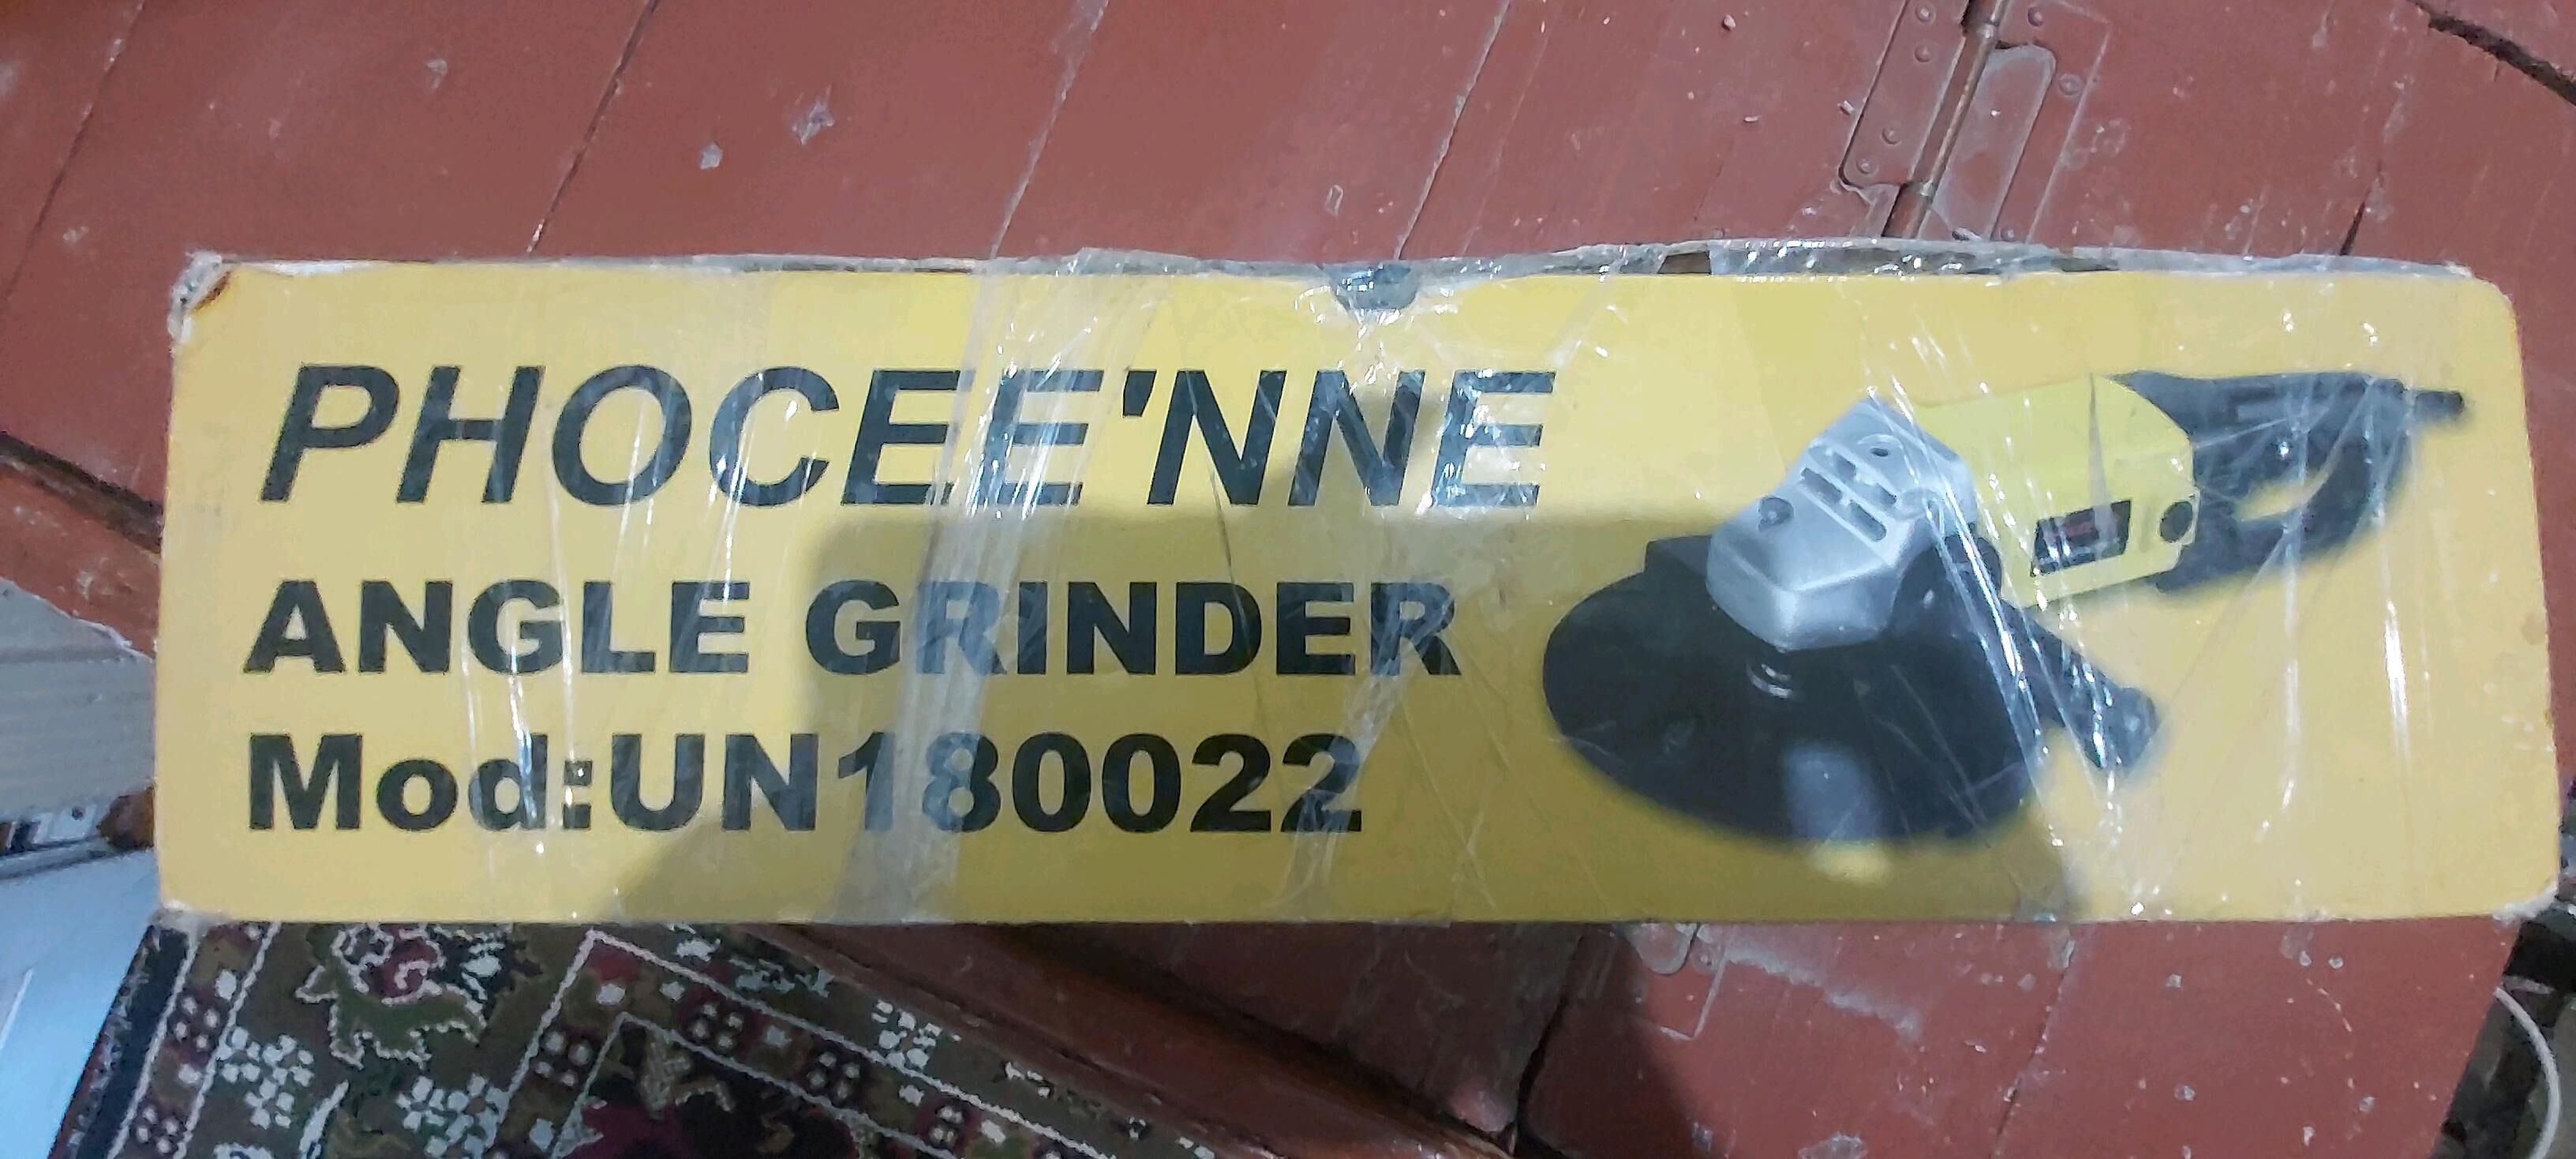 PHOCEE'NNE
ANGLE GRINDER
Mod:UN180022